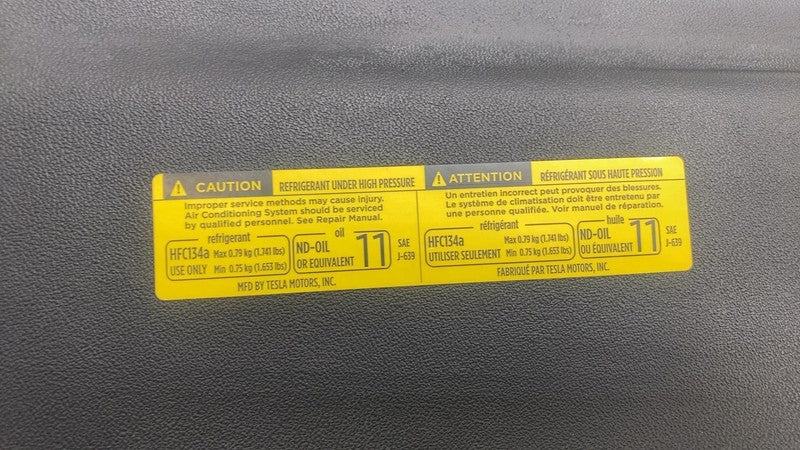 CAUTION REFRIGERANT UNDER HIGH PRESSURE
Improper service methods may cause injury.
Air Conditioning System should be serviced
by qualified personnel. See Repair Manual.
refrigerant
HFC134a Max 0.79 kg (1.741 lbs)
USE ONLY Min 0.75 kg (1.653 lbs)
oil
ND-OIL 11
OR EQUIVALENT
SAE
J-639
MFD BY TESLA MOTORS, INC.
ATTENTION RÉFRIGÉRANT SOUS HAUTE PRESSION
Un entretien incorrect peut provoquer des blessures.
Le système de climatisation doit être entretenu par
une personne qualifiée. Voir manuel de réparation.
réfrigérant
HFC134a Max 0.79 kg (1.741 lbs)
UTILISER SEULEMENT Min 0.75 kg (1.653 lbs)
huile
ND-OIL 11
OU ÉQUIVALENT
SAE
J-639
FABRIQUÉ PAR TESLA MOTORS, INC.